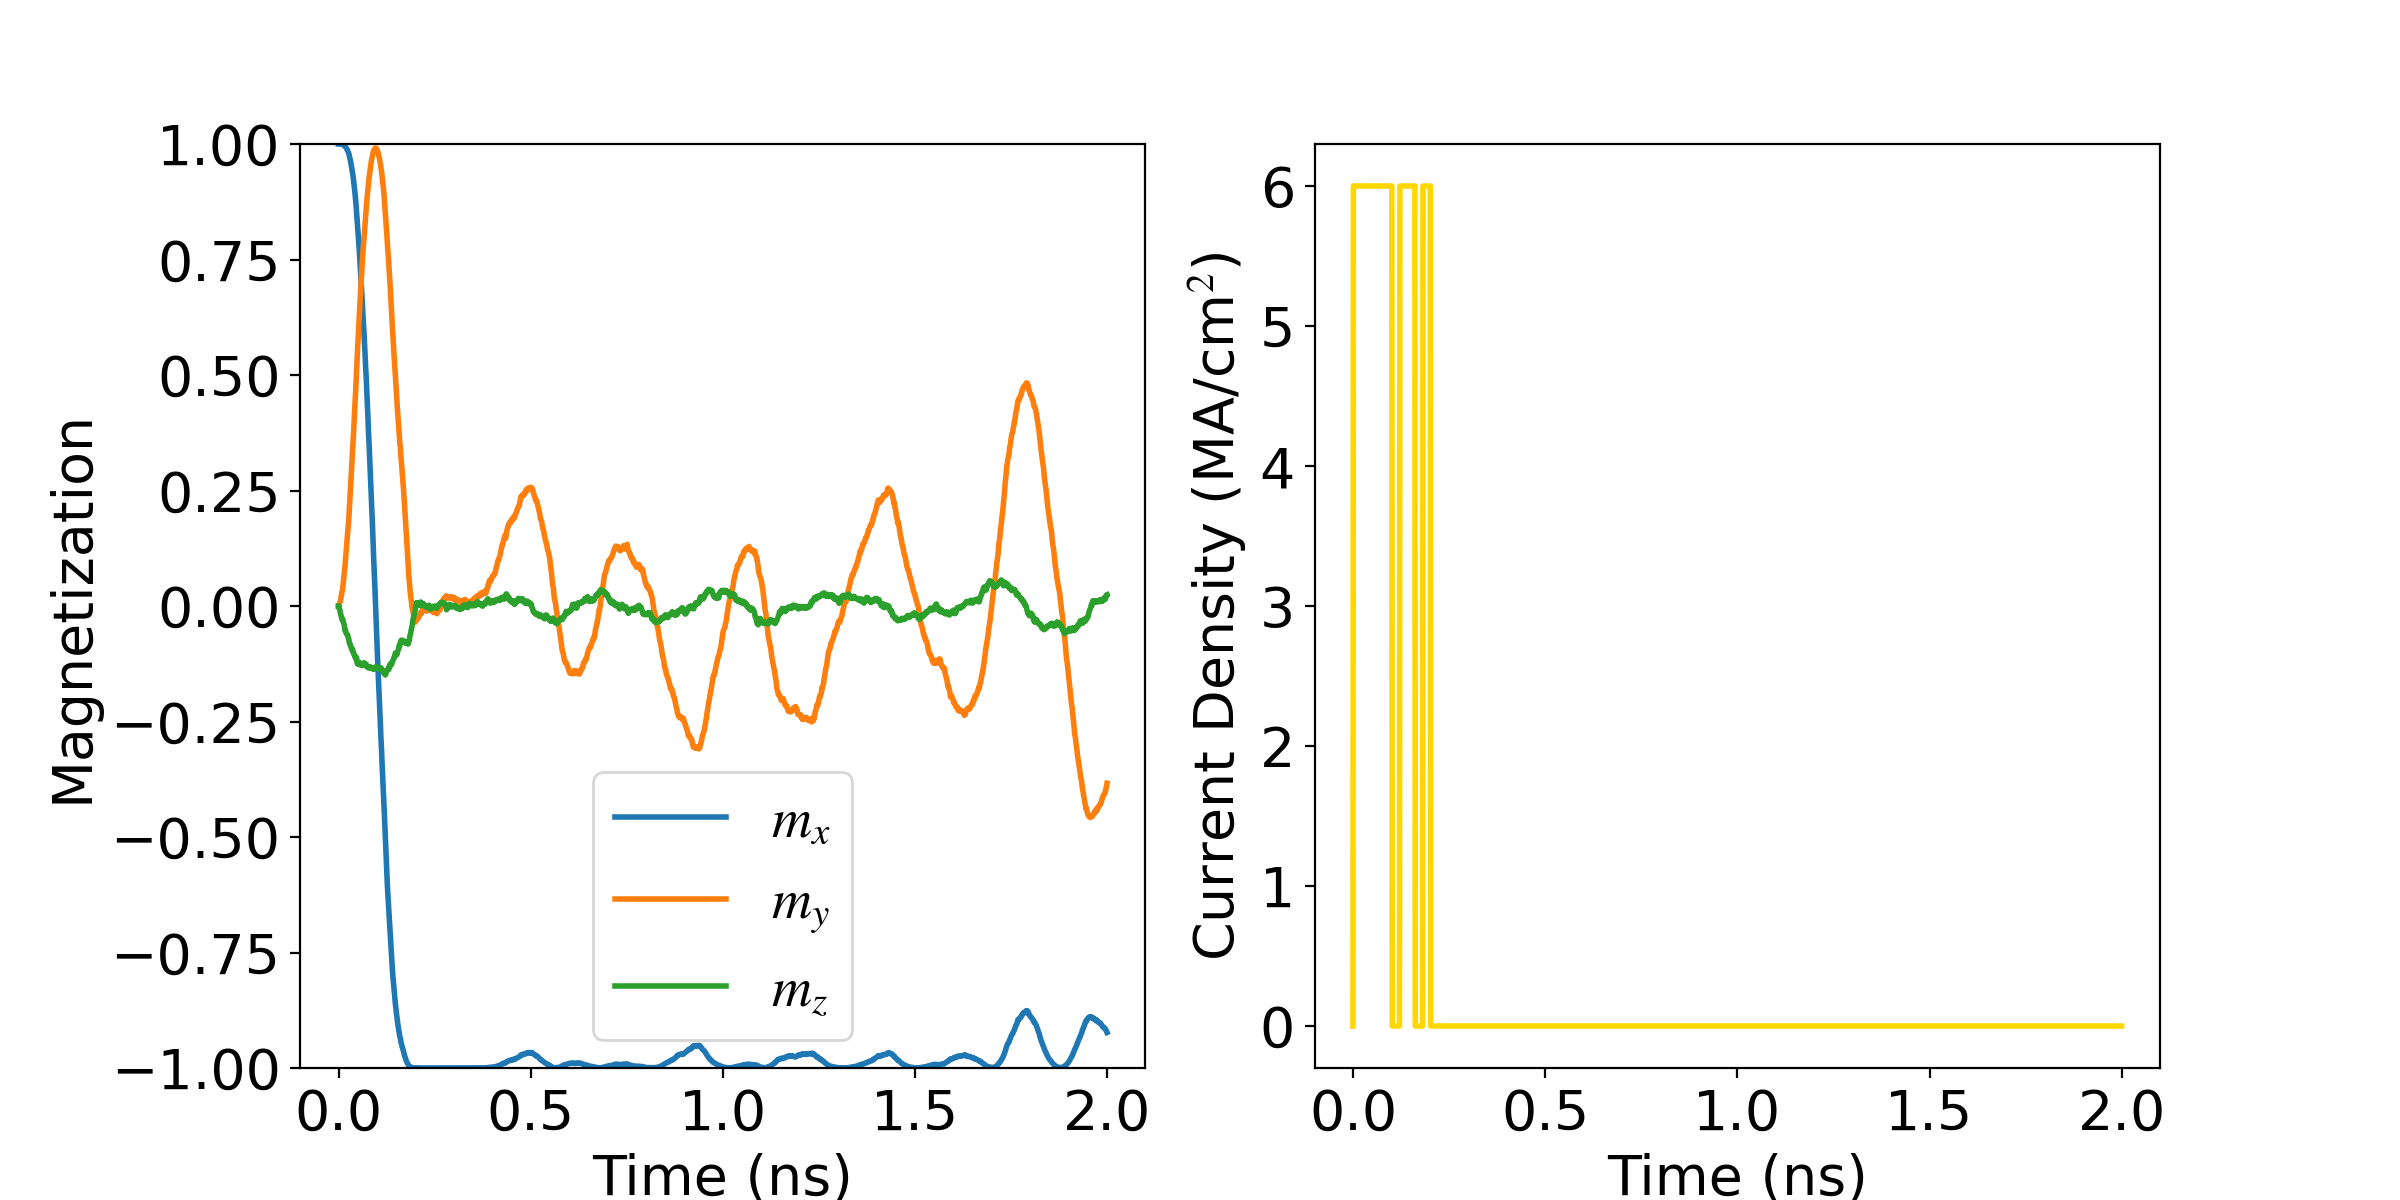 Magnetization
1.00
0.75
0.50
0.25
0.00
−0.25
−0.50
−0.75
−1.00
0.0 0.5 1.0 1.5 2.0
Time (ns)
m_x
m_y
m_z
Current Density (MA/cm²)
6
5
4
3
2
1
0
0.0 0.5 1.0 1.5 2.0
Time (ns)